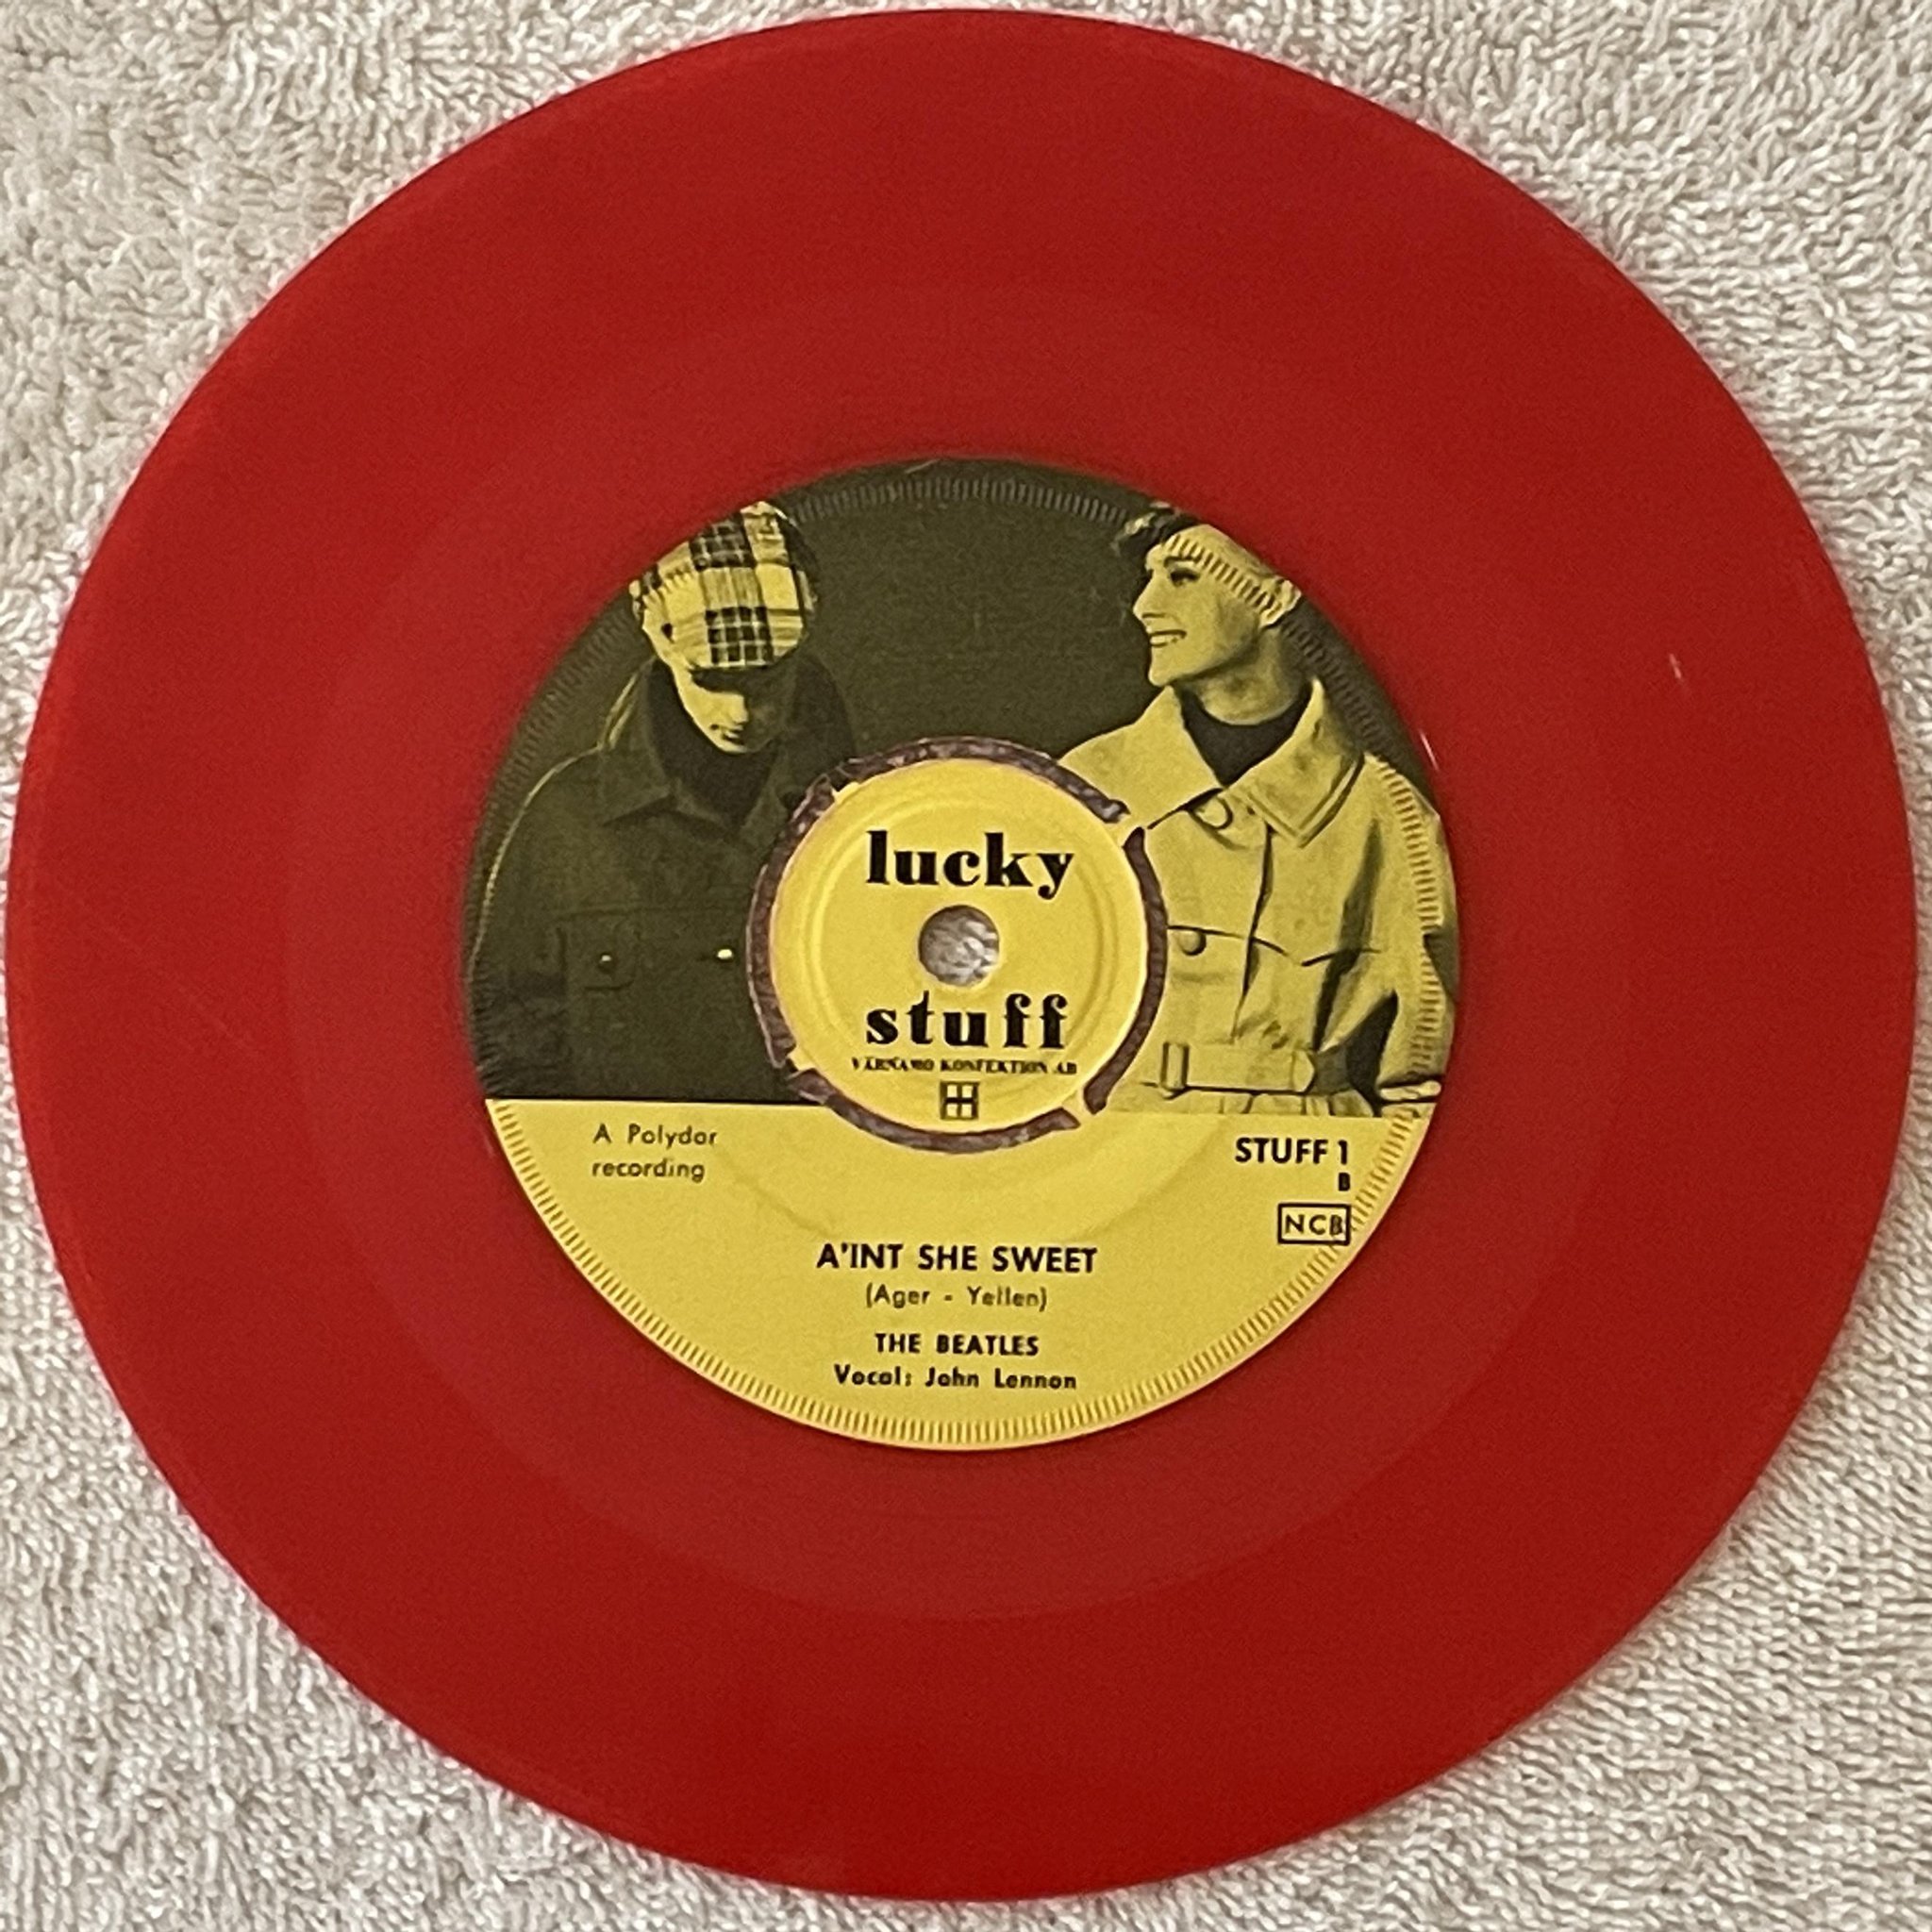 lucky
stuff
VÄRNAMO KONFEKTION AB
A Polydor
recording
STUFF 1
B
NCB
A'INT SHE SWEET
(Ager - Yellen)
THE BEATLES
Vocal: John Lennon